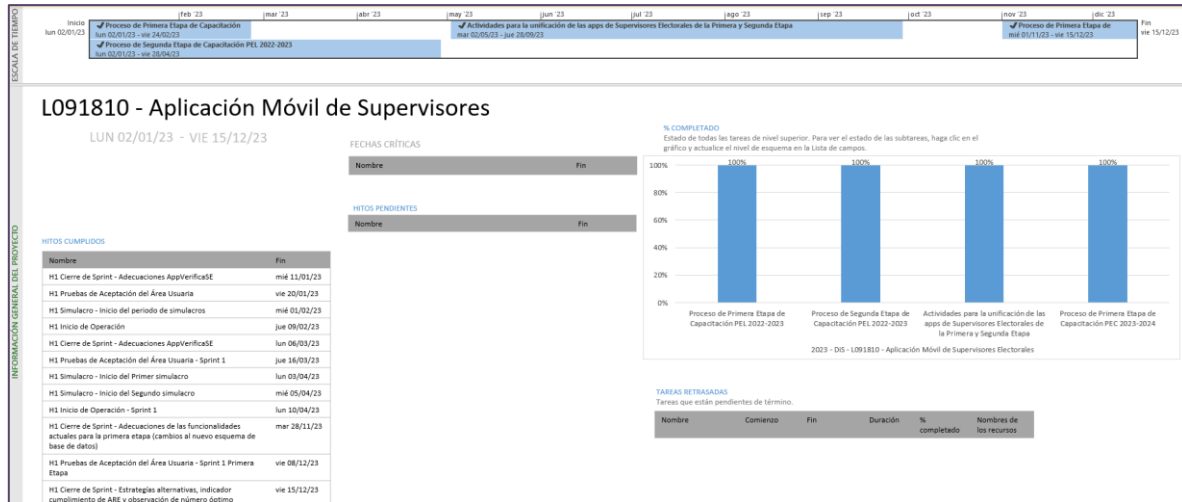 ESCALA DE TIEMPO
Inicio
lun 02/01/23
feb '23
mar '23
abr '23
may '23
jun '23
jul '23
ago '23
sep '23
oct '23
nov '23
dic '23
✔ Proceso de Primera Etapa de Capacitación
lun 02/01/23 - vie 24/02/23
✔ Proceso de Segunda Etapa de Capacitación PEL 2022-2023
lun 02/01/23 - vie 28/04/23
✔ Actividades para la unificación de las apps de Supervisores Electorales de la Primera y Segunda Etapa
mar 02/05/23 - jue 28/09/23
✔ Proceso de Primera Etapa de
mié 01/11/23 - vie 15/12/23
Fin
vie 15/12/23
INFORMACIÓN GENERAL DEL PROYECTO
L091810 - Aplicación Móvil de Supervisores
LUN 02/01/23 - VIE 15/12/23
HITOS CUMPLIDOS
Nombre Fin
H1 Cierre de Sprint - Adecuaciones AppVerificaSE mié 11/01/23
H1 Pruebas de Aceptación del Área Usuaria vie 20/01/23
H1 Simulacro - Inicio del periodo de simulacros mié 01/02/23
H1 Inicio de Operación jue 09/02/23
H1 Cierre de Sprint - Adecuaciones AppVerificaSE lun 06/03/23
H1 Pruebas de Aceptación del Área Usuaria - Sprint 1 jue 16/03/23
H1 Simulacro - Inicio del Primer simulacro lun 03/04/23
H1 Simulacro - Inicio del Segundo simulacro mié 05/04/23
H1 Inicio de Operación - Sprint 1 lun 10/04/23
H1 Cierre de Sprint - Adecuaciones de las funcionalidades mar 28/11/23
actuales para la primera etapa (cambios al nuevo esquema de
base de datos)
H1 Pruebas de Aceptación del Área Usuaria - Sprint 1 Primera vie 08/12/23
Etapa
H1 Cierre de Sprint - Estrategias alternativas, indicador vie 15/12/23
cumplimiento de ARE y observación de número óptimo
FECHAS CRÍTICAS
Nombre Fin
HITOS PENDIENTES
Nombre Fin
% COMPLETADO
Estado de todas las tareas de nivel superior. Para ver el estado de las subtareas, haga clic en el
gráfico y actualice el nivel de esquema en la Lista de campos.
100%
80%
60%
40%
20%
0%
100% 100% 100% 100%
Proceso de Primera Etapa de
Capacitación PEL 2022-2023
Proceso de Segunda Etapa de
Capacitación PEL 2022-2023
Actividades para la unificación de las
apps de Supervisores Electorales de
la Primera y Segunda Etapa
Proceso de Primera Etapa de
Capacitación PEC 2023-2024
2023 - DIS - L091810 - Aplicación Móvil de Supervisores Electorales
TAREAS RETRASADAS
Tareas que están pendientes de término.
Nombre Comienzo Fin Duración % completado Nombres de los recursos